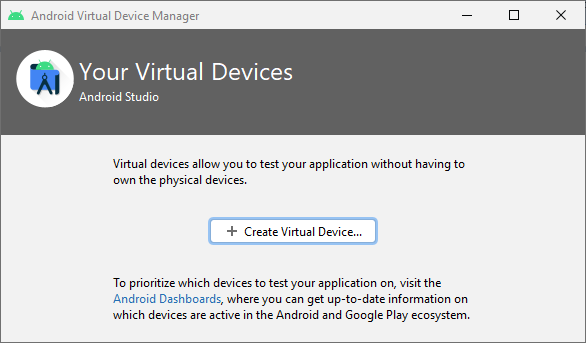 Android Virtual Device Manager
Your Virtual Devices
Android Studio
Virtual devices allow you to test your application without having to
own the physical devices.
+ Create Virtual Device...
To prioritize which devices to test your application on, visit the
Android Dashboards, where you can get up-to-date information on
which devices are active in the Android and Google Play ecosystem.